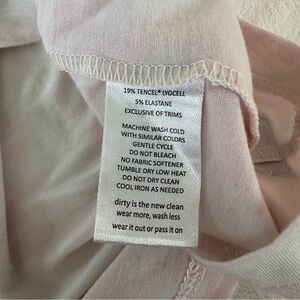 19% TENCEL® LYOCELL
5% ELASTANE
EXCLUSIVE OF TRIMS
MACHINE WASH COLD
WITH SIMILAR COLORS
GENTLE CYCLE
DO NOT BLEACH
NO FABRIC SOFTENER
TUMBLE DRY LOW HEAT
DO NOT DRY CLEAN
COOL IRON AS NEEDED
dirty is the new clean
wear more, wash less
wear it out or pass it on